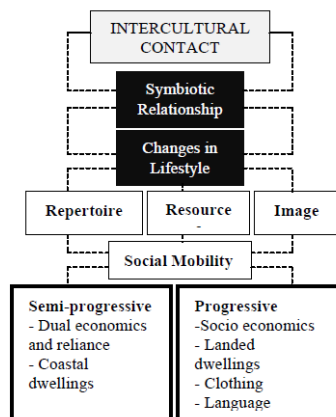 INTERCULTURAL
CONTACT
Symbiotic
Relationship
Changes in
Lifestyle
Repertoire
Resource
-
Image
Social Mobility
Semi-progressive
- Dual economics
and reliance
- Coastal
dwellings
Progressive
-Socio economics
- Landed
dwellings
- Clothing
- Language